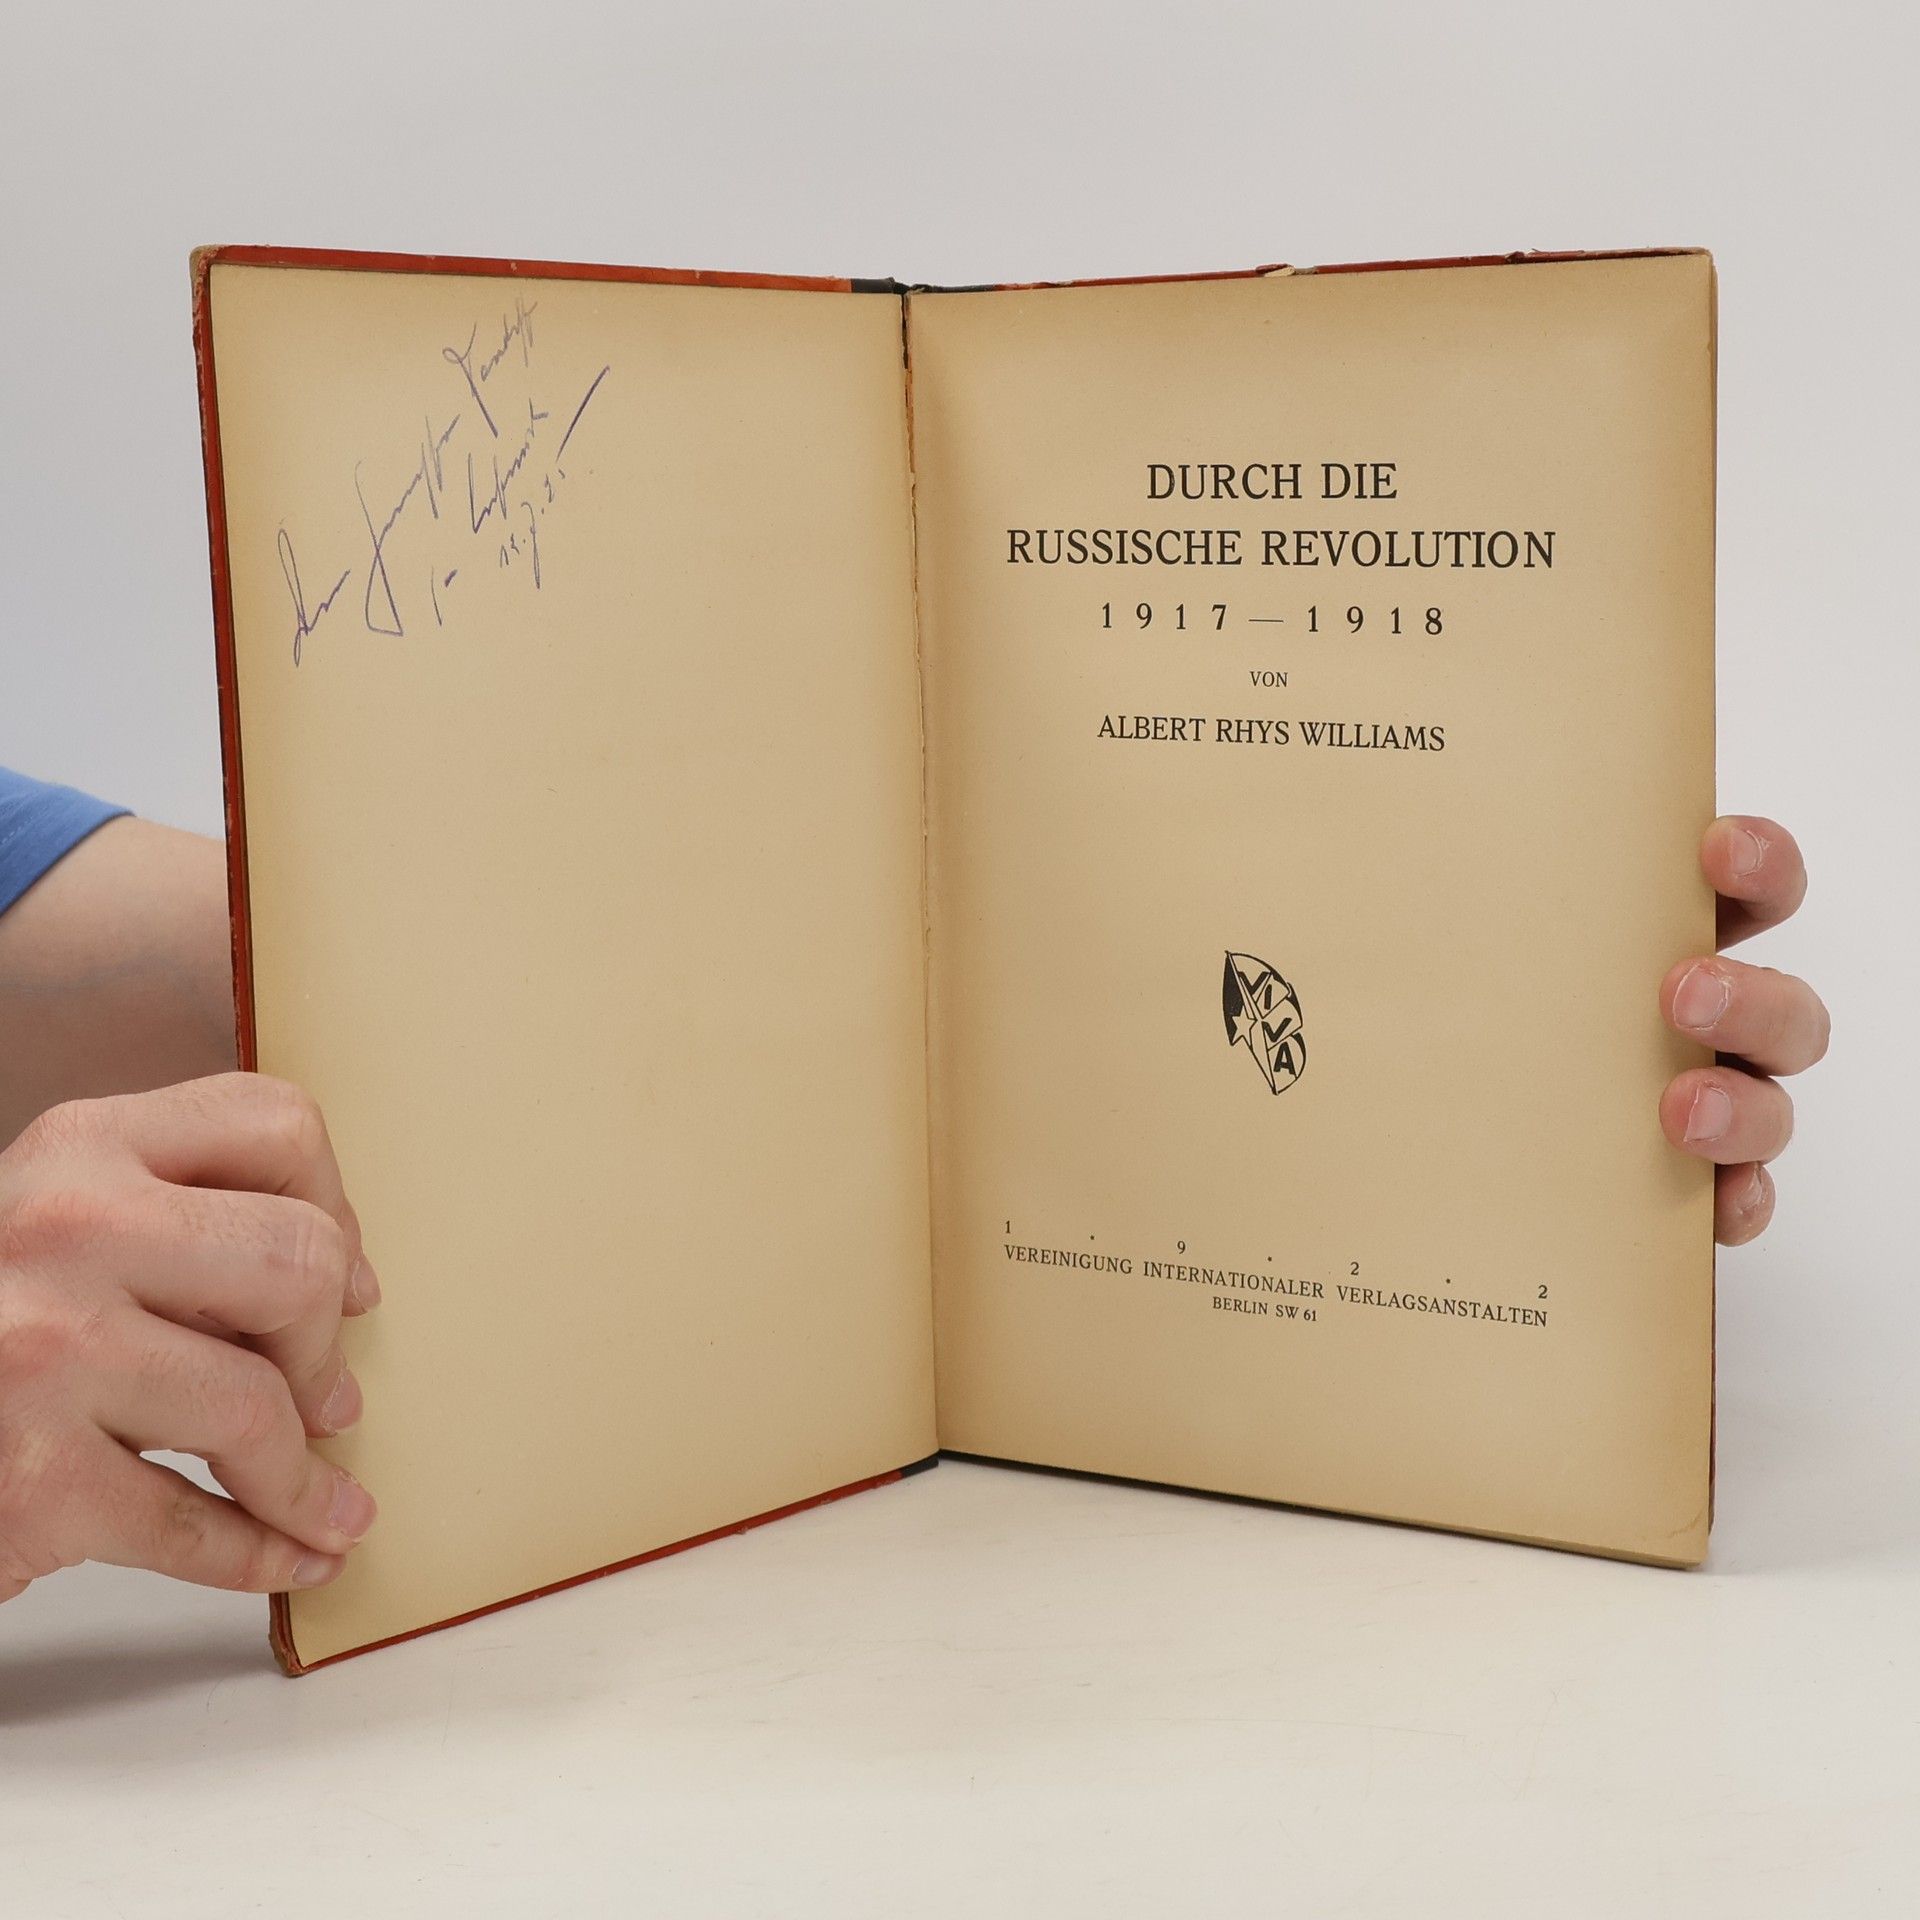 DURCH DIE
RUSSISCHE REVOLUTION
1917 — 1918
VON
ALBERT RHYS WILLIAMS
VIVA
1 · 9 · 2 · 2
VEREINIGUNG INTERNATIONALER VERLAGSANSTALTEN
BERLIN SW 61